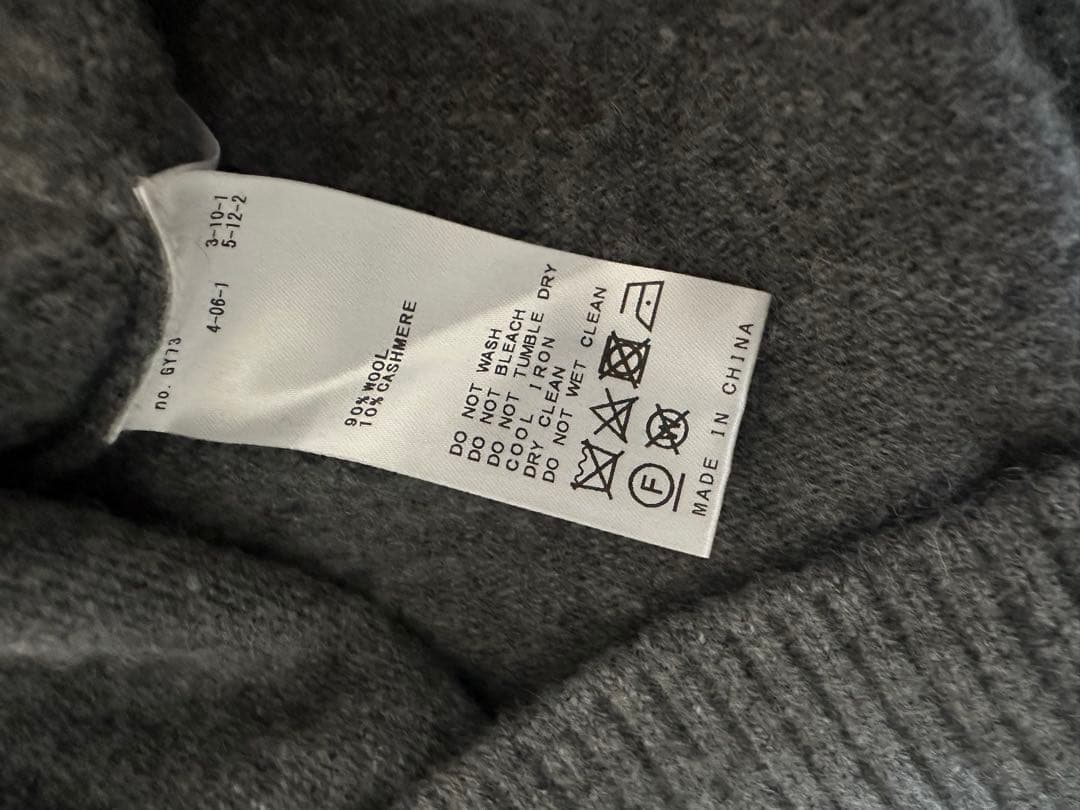 no. GY73
4-06-1
3-10-1
5-12-2
90% WOOL
10% CASHMERE
DO NOT WASH
DO NOT BLEACH
DO NOT TUMBLE DRY
COOL IRON
DRY CLEAN
DO NOT WET CLEAN
F
W
MADE IN CHINA